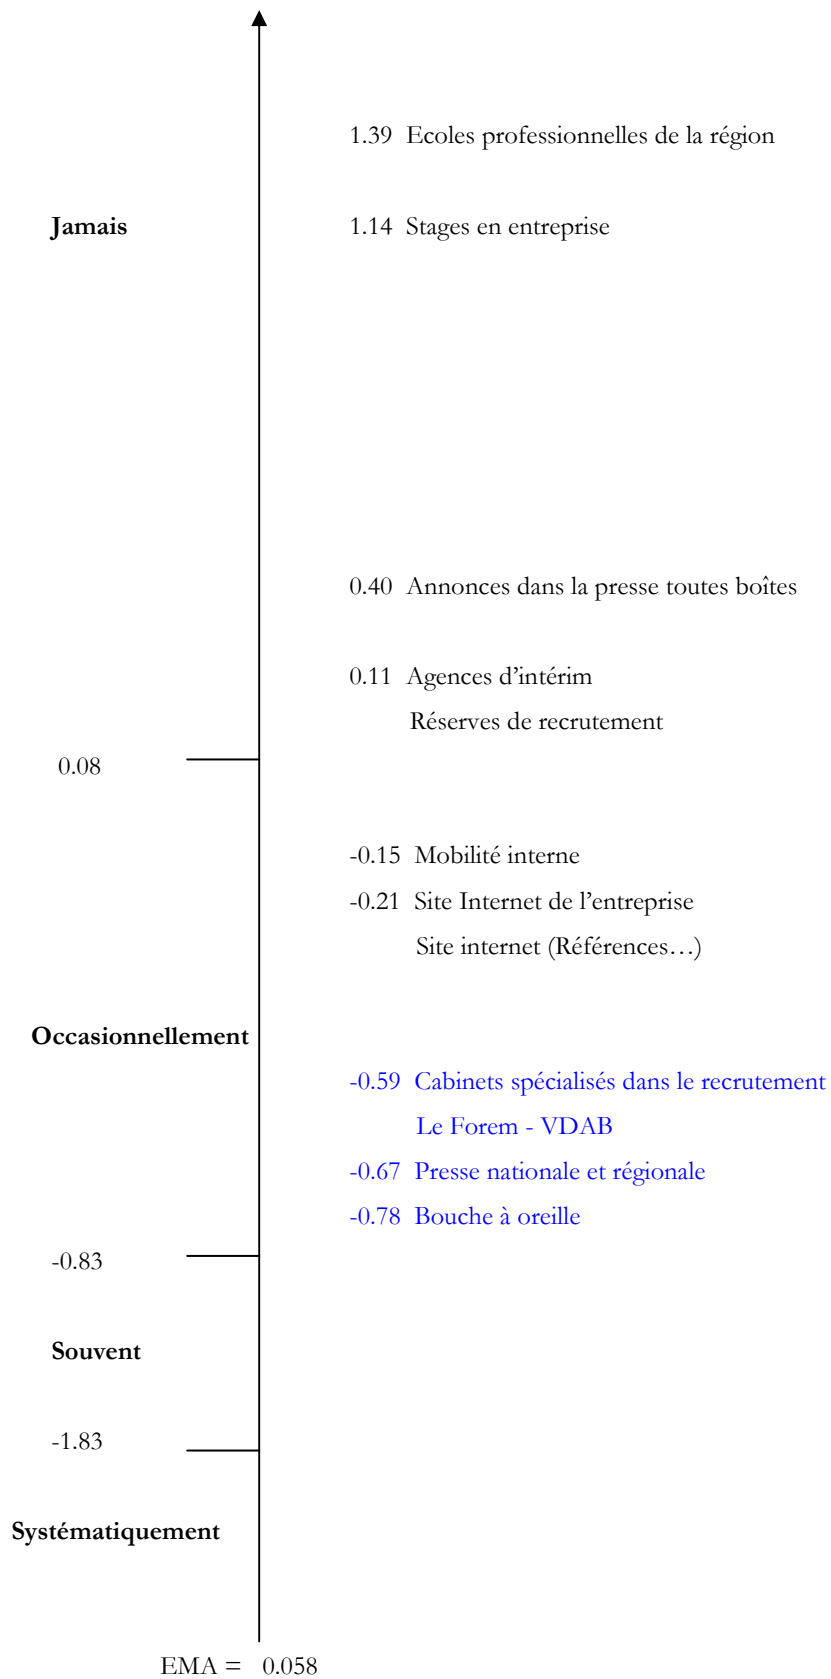 1.39 Ecoles professionnelles de la région
Jamais 1.14 Stages en entreprise
0.40 Annonces dans la presse toutes boîtes
0.11 Agences d’intérim
Réserves de recrutement
0.08
-0.15 Mobilité interne
-0.21 Site Internet de l’entreprise
Site internet (Références…)
Occasionnellement
-0.59 Cabinets spécialisés dans le recrutement
Le Forem - VDAB
-0.67 Presse nationale et régionale
-0.78 Bouche à oreille
-0.83
Souvent
-1.83
Systématiquement
EMA = 0.058